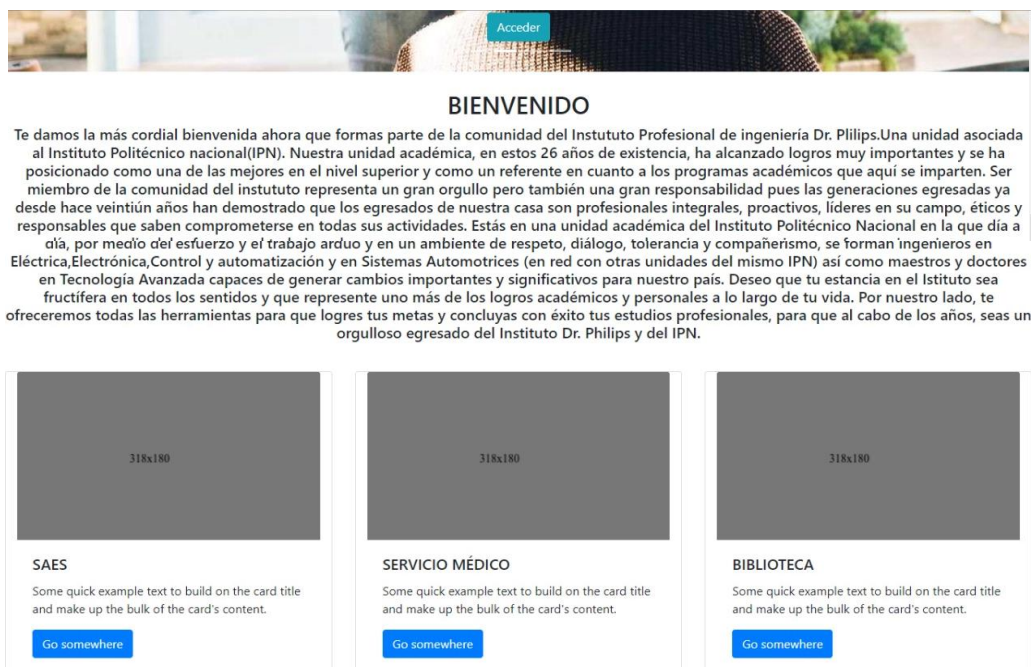 Acceder
BIENVENIDO
Te damos la más cordial bienvenida ahora que formas parte de la comunidad del Instututo Profesional de ingeniería Dr. Plilips.Una unidad asociada
al Instituto Politécnico nacional(IPN). Nuestra unidad académica, en estos 26 años de existencia, ha alcanzado logros muy importantes y se ha
posicionado como una de las mejores en el nivel superior y como un referente en cuanto a los programas académicos que aquí se imparten. Ser
miembro de la comunidad del instututo representa un gran orgullo pero también una gran responsabilidad pues las generaciones egresadas ya
desde hace veintiún años han demostrado que los egresados de nuestra casa son profesionales integrales, proactivos, líderes en su campo, éticos y
responsables que saben comprometerse en todas sus actividades. Estás en una unidad académica del Instituto Politécnico Nacional en la que día a
día, por medio del esfuerzo y el trabajo arduo y en un ambiente de respeto, diálogo, tolerancia y compañerismo, se forman ingenieros en
Eléctrica,Electrónica,Control y automatización y en Sistemas Automotrices (en red con otras unidades del mismo IPN) así como maestros y doctores
en Tecnología Avanzada capaces de generar cambios importantes y significativos para nuestro país. Deseo que tu estancia en el Istituto sea
fructífera en todos los sentidos y que represente uno más de los logros académicos y personales a lo largo de tu vida. Por nuestro lado, te
ofreceremos todas las herramientas para que logres tus metas y concluyas con éxito tus estudios profesionales, para que al cabo de los años, seas un
orgulloso egresado del Instituto Dr. Philips y del IPN.
318x180
318x180
318x180
SAES
Some quick example text to build on the card title
and make up the bulk of the card's content.
Go somewhere
SERVICIO MÉDICO
Some quick example text to build on the card title
and make up the bulk of the card's content.
Go somewhere
BIBLIOTECA
Some quick example text to build on the card title
and make up the bulk of the card's content.
Go somewhere